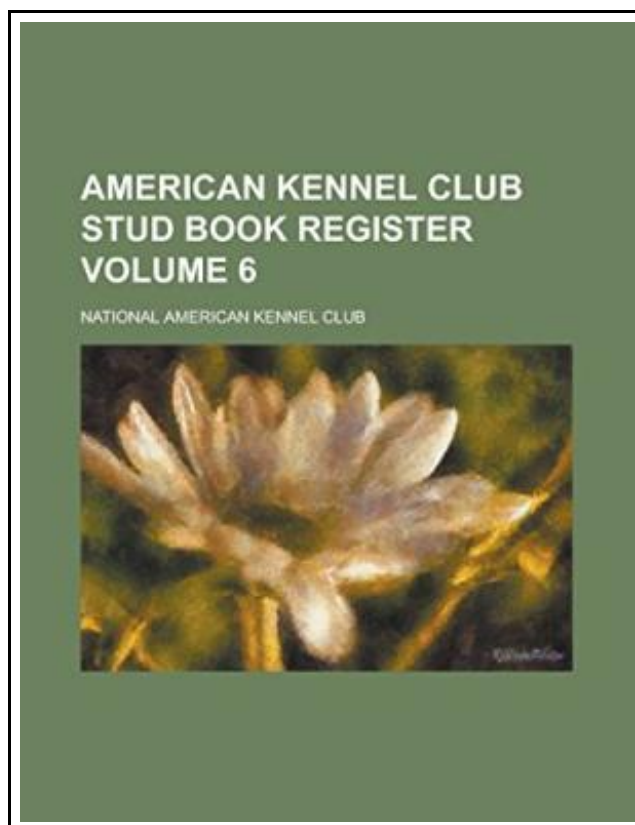 AMERICAN KENNEL CLUB
STUD BOOK REGISTER
VOLUME 6
NATIONAL AMERICAN KENNEL CLUB